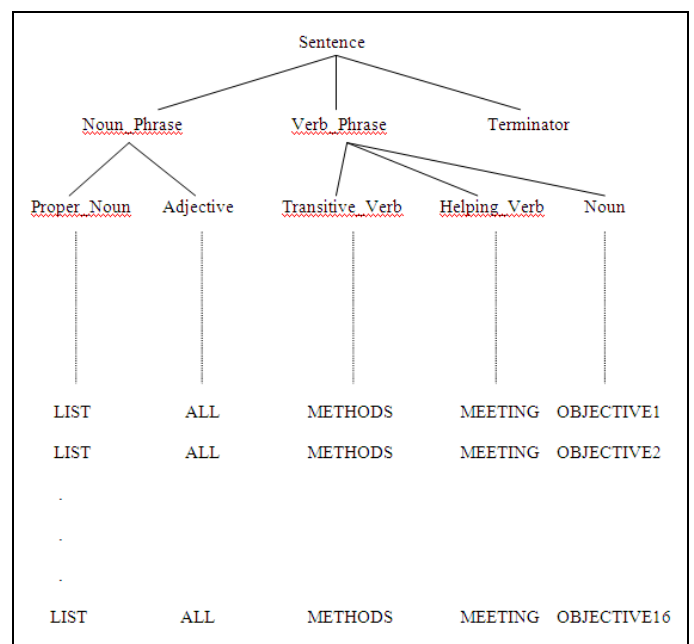 Sentence
Noun_Phrase Verb_Phrase Terminator
Proper_Noun Adjective Transitive_Verb Helping_Verb Noun
LIST ALL METHODS MEETING OBJECTIVE1
LIST ALL METHODS MEETING OBJECTIVE2
.
.
.
LIST ALL METHODS MEETING OBJECTIVE16